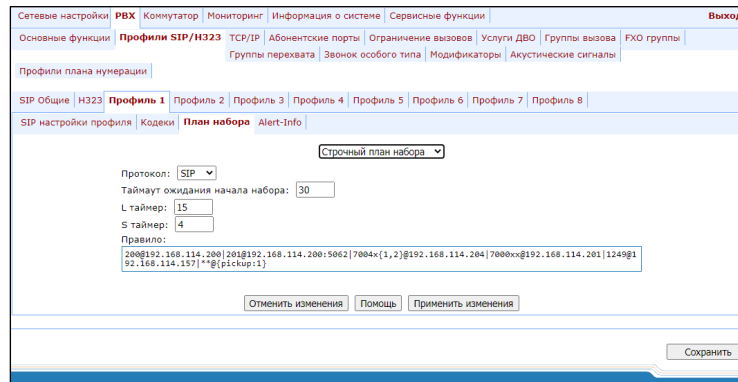 Сетевые настройки PBX Коммутатор Мониторинг Информация о системе Сервисные функции Выход
Основные функции Профили SIP/H323 TCP/IP Абонентские порты Ограничение вызовов Услуги ДВО Группы вызова FXO группы
Группы перехвата Звонок особого типа Модификаторы Акустические сигналы
Профили плана нумерации
SIP Общие H323 Профиль 1 Профиль 2 Профиль 3 Профиль 4 Профиль 5 Профиль 6 Профиль 7 Профиль 8
SIP настройки профиля Кодеки План набора Alert-Info
Строчный план набора
Протокол: SIP
Таймаут ожидания начала набора: 30
L таймер: 15
S таймер: 4
Правило:
200@192.168.114.200|201@192.168.114.200:5062|7004x{1,2}@192.168.114.204|7000xx@192.168.114.201|1249@1
92.168.114.157|**@{pickup:1}
Отменить изменения Помощь Применить изменения
Сохранить